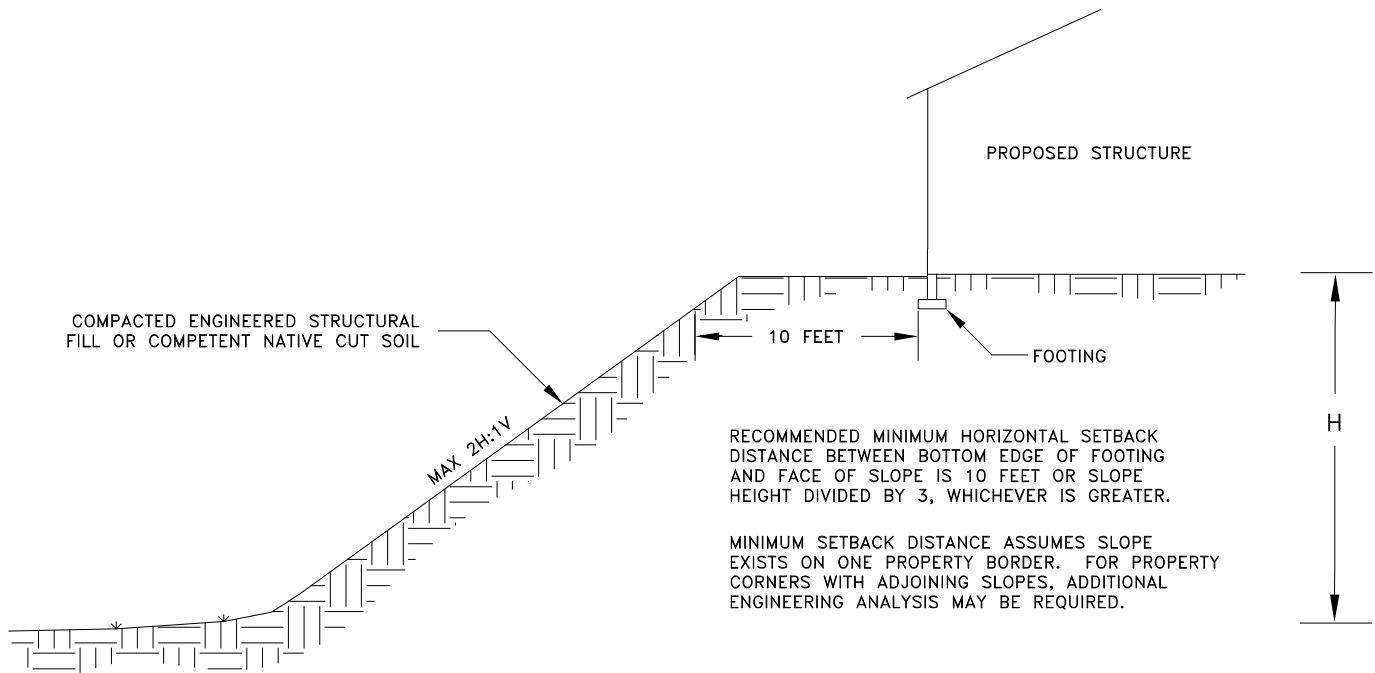 PROPOSED STRUCTURE
COMPACTED ENGINEERED STRUCTURAL
FILL OR COMPETENT NATIVE CUT SOIL
10 FEET
FOOTING
MAX 2H:1V
H
RECOMMENDED MINIMUM HORIZONTAL SETBACK
DISTANCE BETWEEN BOTTOM EDGE OF FOOTING
AND FACE OF SLOPE IS 10 FEET OR SLOPE
HEIGHT DIVIDED BY 3, WHICHEVER IS GREATER.
MINIMUM SETBACK DISTANCE ASSUMES SLOPE
EXISTS ON ONE PROPERTY BORDER. FOR PROPERTY
CORNERS WITH ADJOINING SLOPES, ADDITIONAL
ENGINEERING ANALYSIS MAY BE REQUIRED.